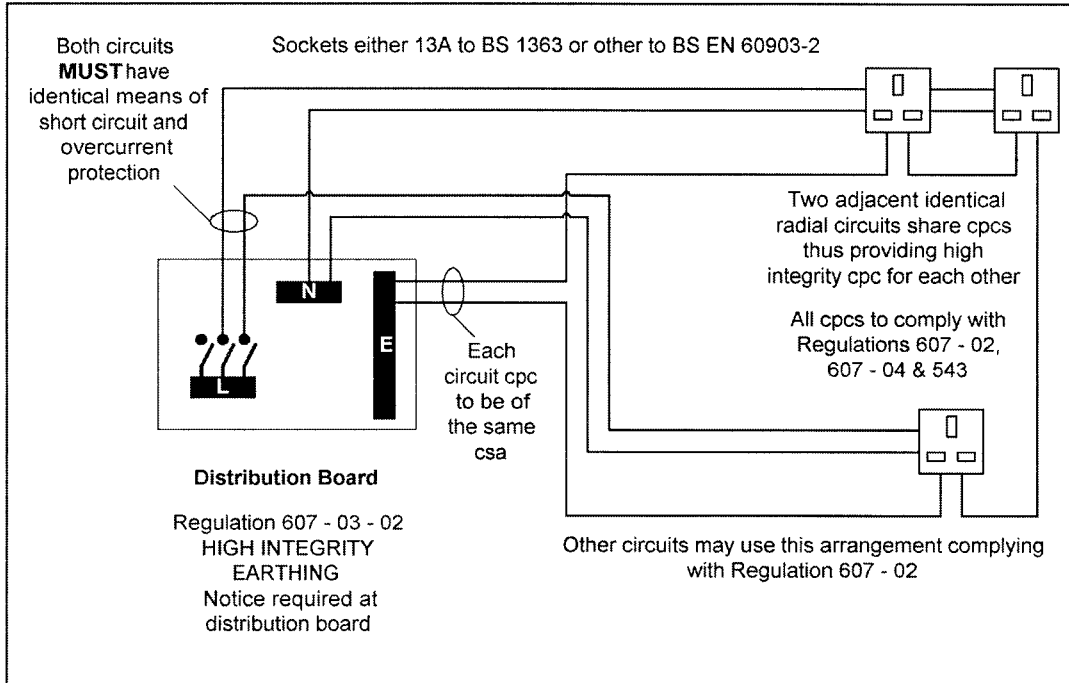 Both circuits
MUST have
identical means of
short circuit and
overcurrent
protection
Sockets either 13A to BS 1363 or other to BS EN 60903-2
Two adjacent identical
radial circuits share cpcs
thus providing high
integrity cpc for each other
All cpcs to comply with
Regulations 607 - 02,
607 - 04 & 543
N
E
L
Each
circuit cpc
to be of
the same
csa
Distribution Board
Regulation 607 - 03 - 02
HIGH INTEGRITY
EARTHING
Notice required at
distribution board
Other circuits may use this arrangement complying
with Regulation 607 - 02